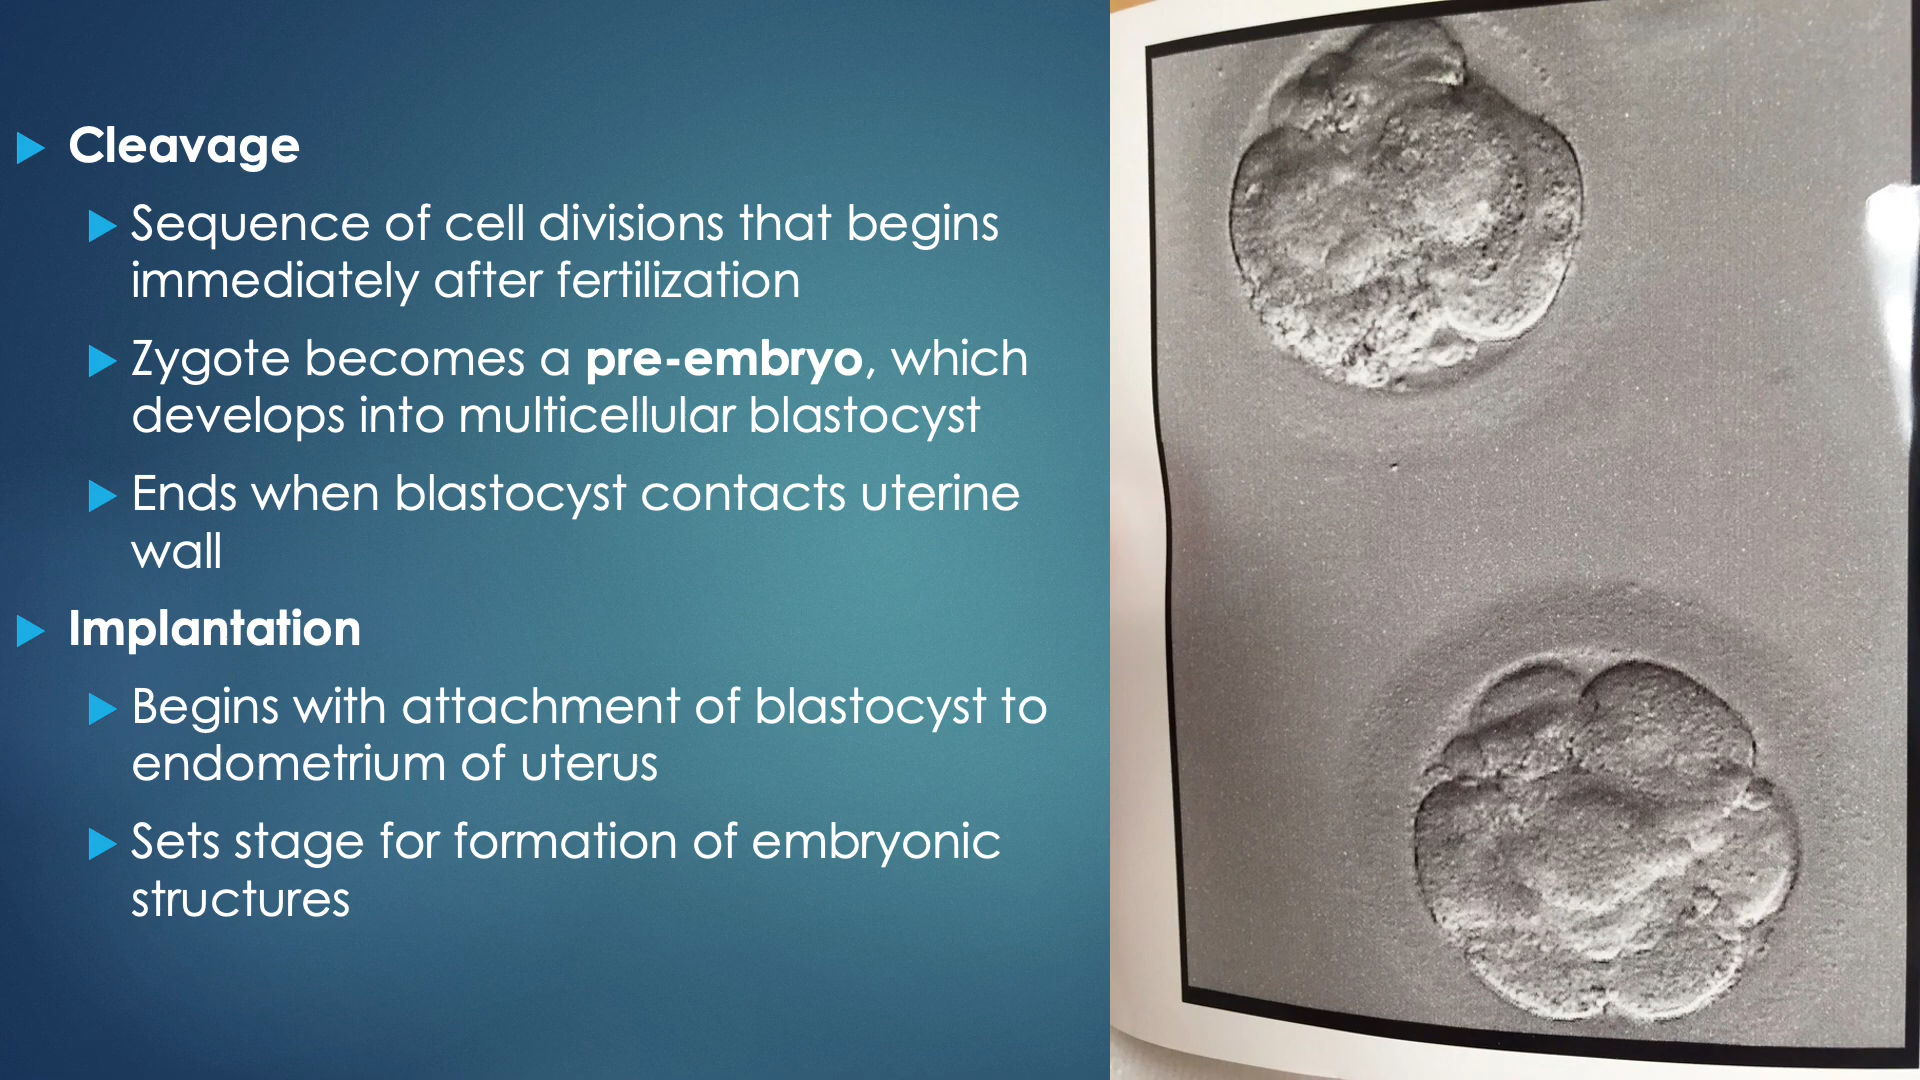 Cleavage
Sequence of cell divisions that begins
immediately after fertilization
Zygote becomes a pre-embryo, which
develops into multicellular blastocyst
Ends when blastocyst contacts uterine
wall
Implantation
Begins with attachment of blastocyst to
endometrium of uterus
Sets stage for formation of embryonic
structures